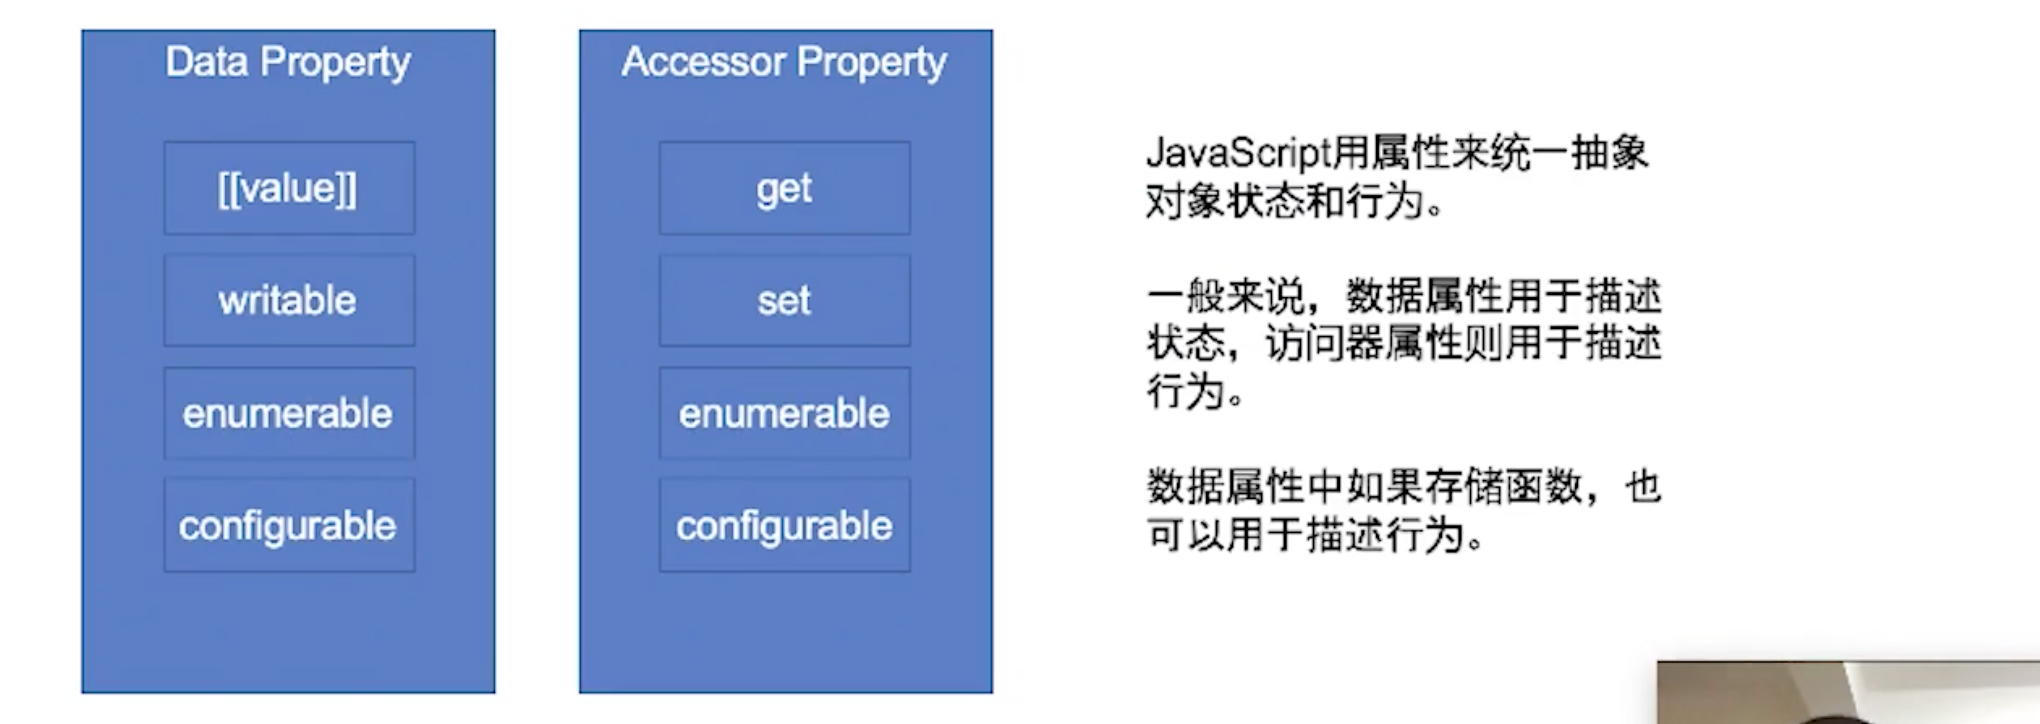 Data Property
[[value]]
writable
enumerable
configurable
Accessor Property
get
set
enumerable
configurable
JavaScript用属性来统一抽象
对象状态和行为。
一般来说，数据属性用于描述
状态，访问器属性则用于描述
行为。
数据属性中如果存储函数，也
可以用于描述行为。